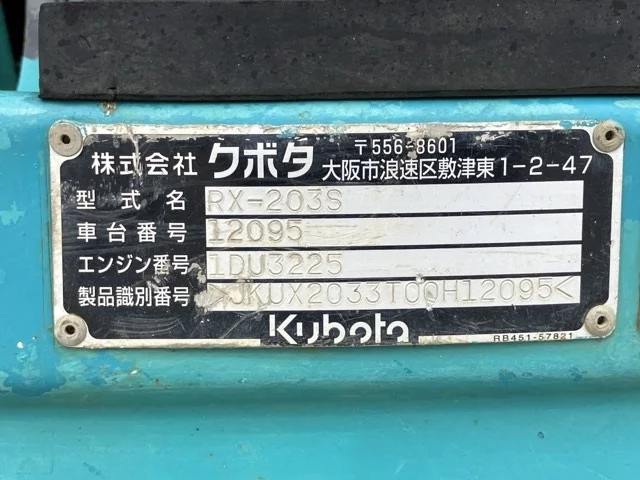 株式会社 クボタ 〒556-8601
大阪市浪速区敷津東1-2-47
型式名 RX-203S
車台番号 12095
エンジン番号 1DU3225
製品識別番号 >JKUX2033T00H12095<
Kubota
RB451-57821